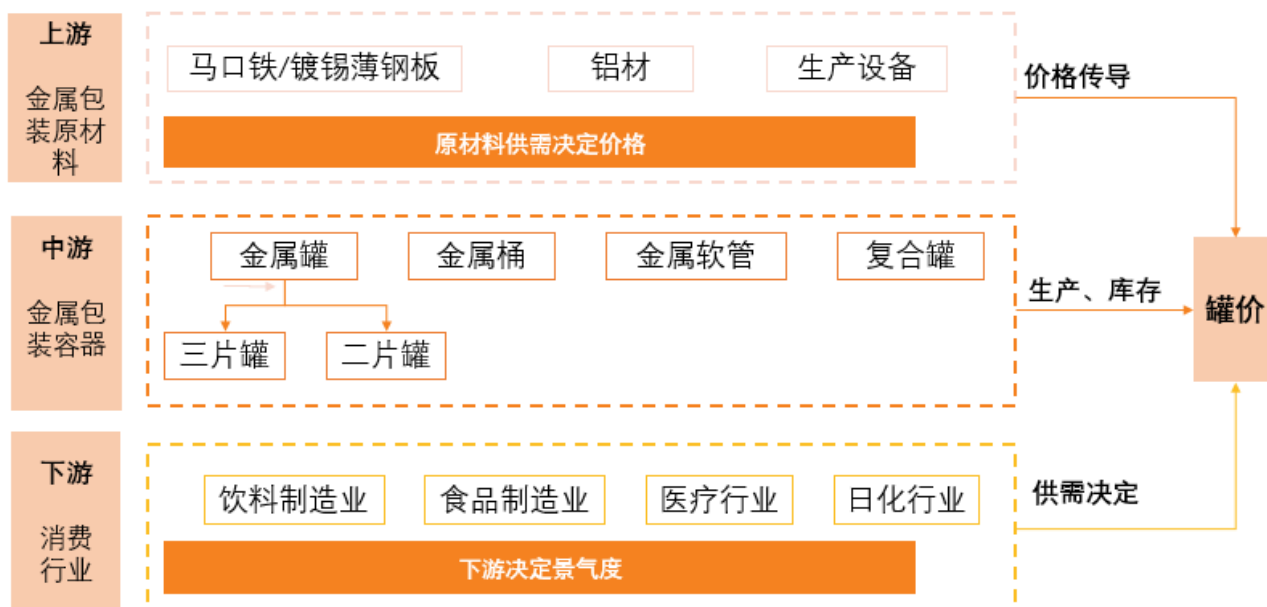 上游
金属包
装原材
料
马口铁/镀锡薄钢板
铝材
生产设备
原材料供需决定价格
价格传导
中游
金属包
装容器
金属罐
金属桶
金属软管
复合罐
三片罐
二片罐
生产、库存
罐价
下游
消费
行业
饮料制造业
食品制造业
医疗行业
日化行业
下游决定景气度
供需决定